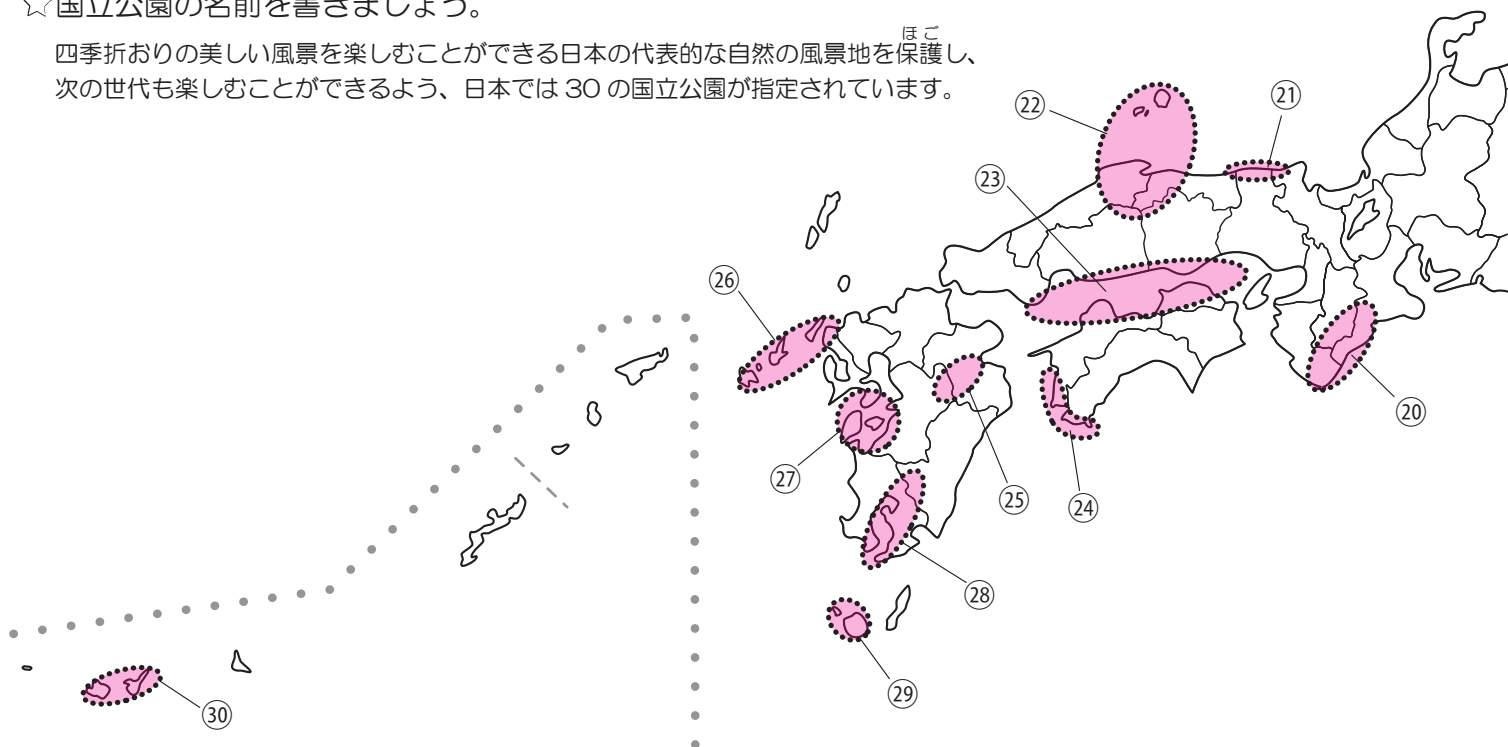 ☆国立公園の名前を書きましょう。
ほご
四季折おりの美しい風景を楽しむことができる日本の代表的な自然の風景地を保護し、
次の世代も楽しむことができるよう、日本では 30 の国立公園が指定されています。
㉒
㉑
㉓
㉖
⑳
㉗
㉕
㉔
㉘
㉙
㉚